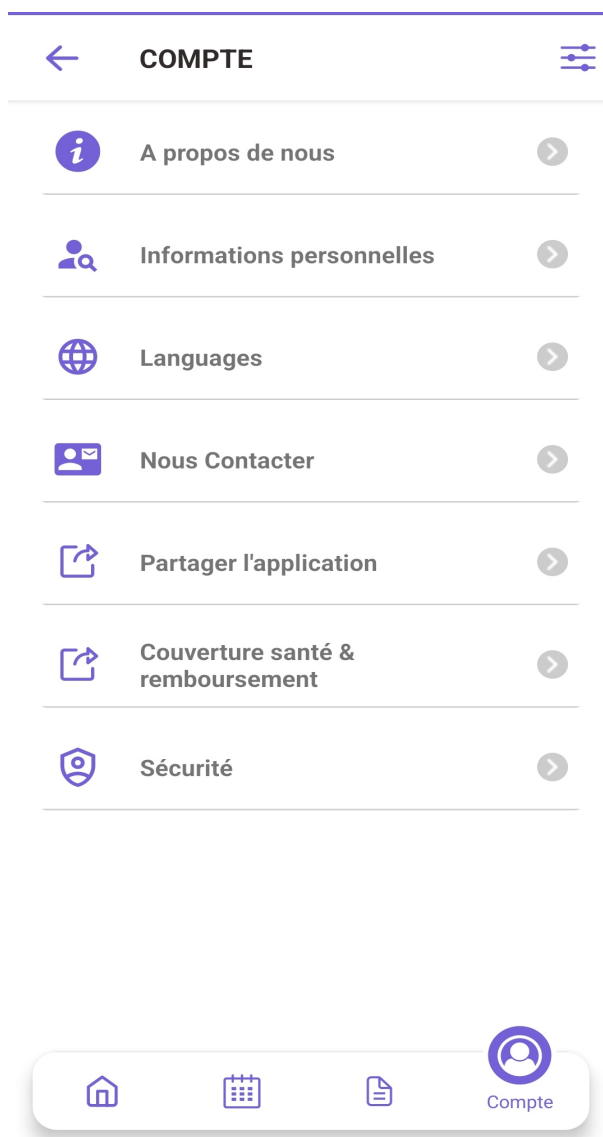 COMPTE
A propos de nous
Informations personnelles
Languages
Nous Contacter
Partager l'application
Couverture santé &
remboursement
Sécurité
Compte